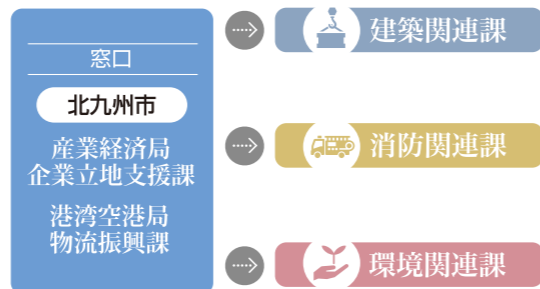 窓口
北九州市
産業経済局
企業立地支援課
港湾空港局
物流振興課
建築関連課
消防関連課
環境関連課